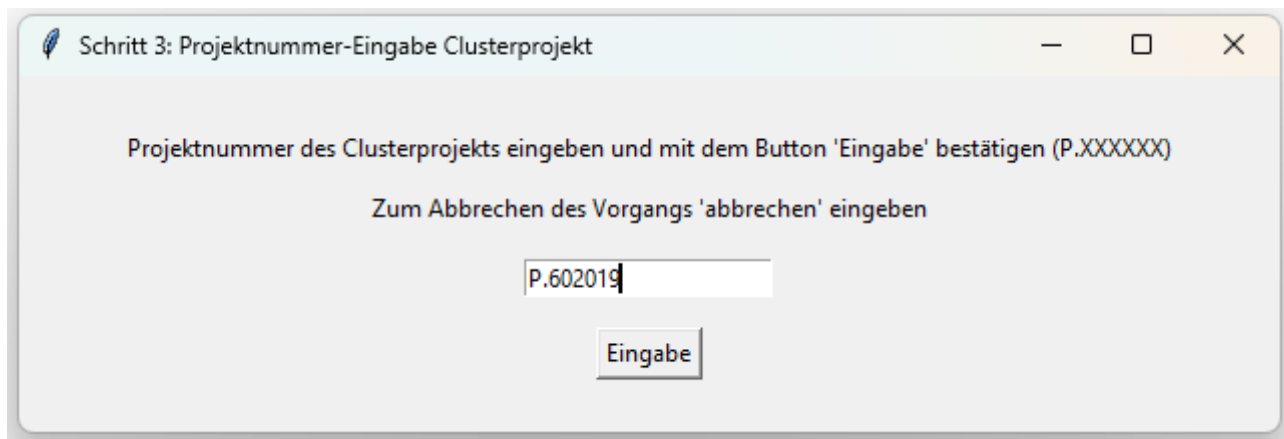 Schritt 3: Projektnummer-Eingabe Clusterprojekt
Projektnummer des Clusterprojekts eingeben und mit dem Button 'Eingabe' bestätigen (P.XXXXXX)
Zum Abbrechen des Vorgangs 'abbrechen' eingeben
P.602019
Eingabe